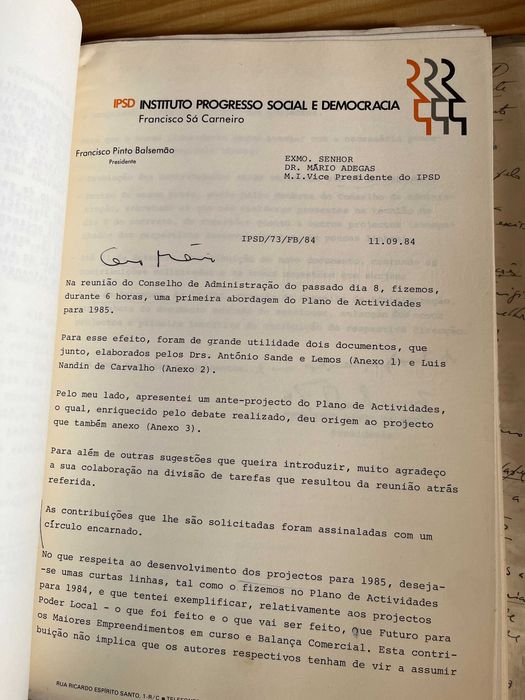 IPSD INSTITUTO PROGRESSO SOCIAL E DEMOCRACIA
Francisco Sá Carneiro
Francisco Pinto Balsemão
Presidente
EXMO. SENHOR
DR. MÁRIO ADEGAS
M.I.Vice Presidente do IPSD
IPSD/73/FB/84 11.09.84
Caro Mário
Na reunião do Conselho de Administração do passado dia 8, fizemos,
durante 6 horas, uma primeira abordagem do Plano de Actividades
para 1985.
Para esse efeito, foram de grande utilidade dois documentos, que
junto, elaborados pelos Drs. António Sande e Lemos (Anexo 1) e Luis
Nandin de Carvalho (Anexo 2).
Pelo meu lado, apresentei um ante-projecto do Plano de Actividades,
o qual, enriquecido pelo debate realizado, deu origem ao projecto
que também anexo (Anexo 3).
Para além de outras sugestões que queira introduzir, muito agradeço
a sua colaboração na divisão de tarefas que resultou da reunião atrás
referida.
As contribuições que lhe são solicitadas foram assinaladas com um
círculo encarnado.
No que respeita ao desenvolvimento dos projectos para 1985, deseja-
-se umas curtas linhas, tal como o fizemos no Plano de Actividades
para 1984, e que tentei exemplificar, relativamente aos projectos
Poder Local - o que foi feito e o que vai ser feito, que Futuro para
os Maiores Empreendimentos em curso e Balança Comercial. Esta contri-
buição não implica que os autores respectivos tenham de vir a assumir
RUA RICARDO ESPÍRITO SANTO, 1-R/C